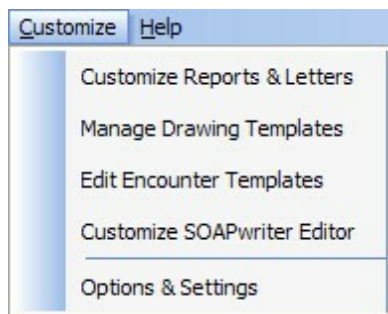 Customize Help
Customize Reports & Letters
Manage Drawing Templates
Edit Encounter Templates
Customize SOAPwriter Editor
Options & Settings